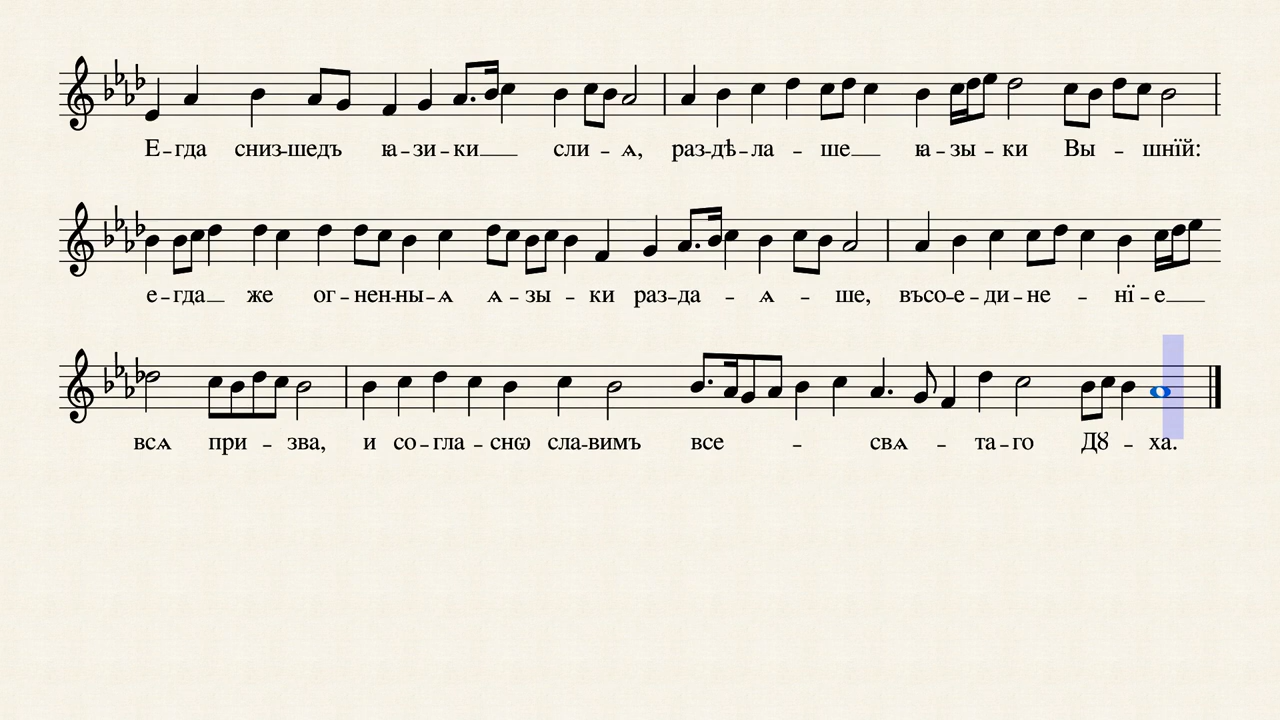 Е-гда сниз-шедъ ꙗ-зи-ки__ сли-ѧ, раз-дѣ-ла-ше__ ꙗ-зы-ки Вы-шнїй:
е-гда__ же ог-нен-ны-ѧ ѧ-зы-ки раз-да-ѧ-ше, въсо-е-ди-не-нї-е__
всѧ при-зва, и со-гла-снѡ сла-вимъ все-свѧ-та-го Дꙋ-ха.